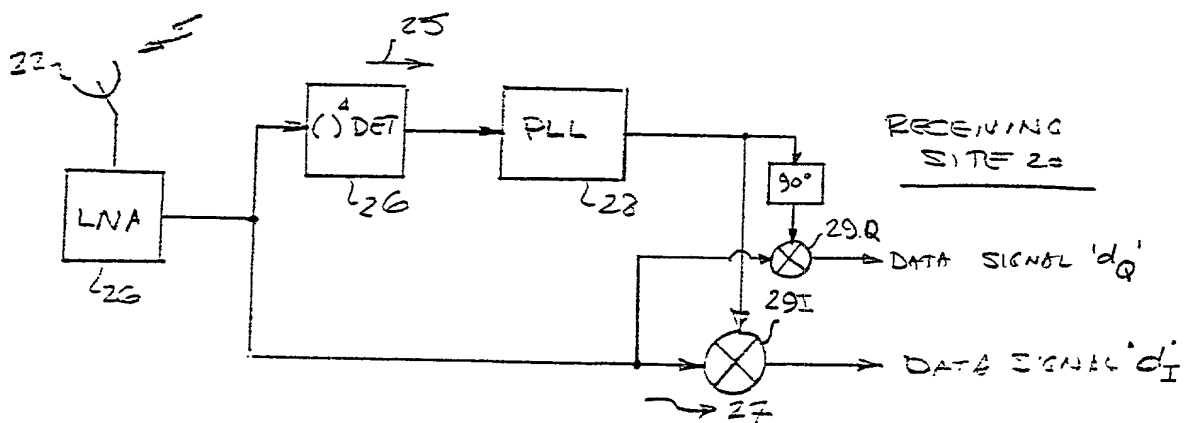 25
22
( )⁴ DET
PLL
RECEIVING
SITE 20
90°
LNA
26
28
29.Q
DATA SIGNAL 'dQ'
26
29I
DATA SIGNAL 'dI'
27